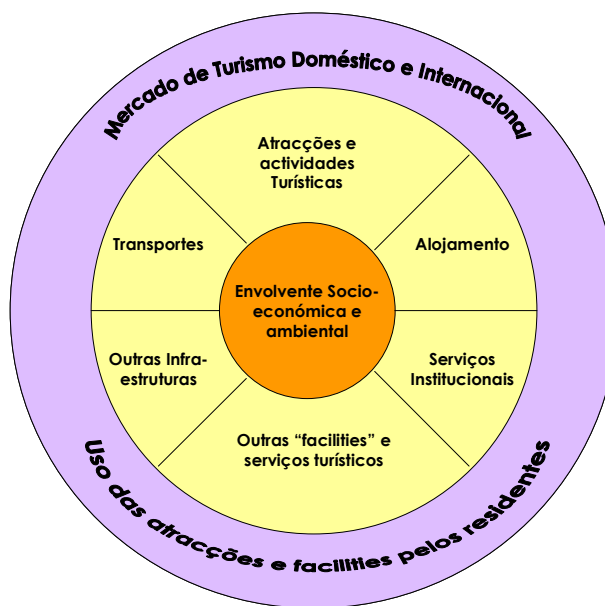 Mercado de Turismo Doméstico e Internacional
Atracções e
actividades
Turísticas
Transportes
Alojamento
Envolvente Socio-
económica e
ambiental
Outras Infra-
estruturas
Serviços
Institucionais
Outras “facilities” e
serviços turísticos
Uso das atracções e facilities pelos residentes